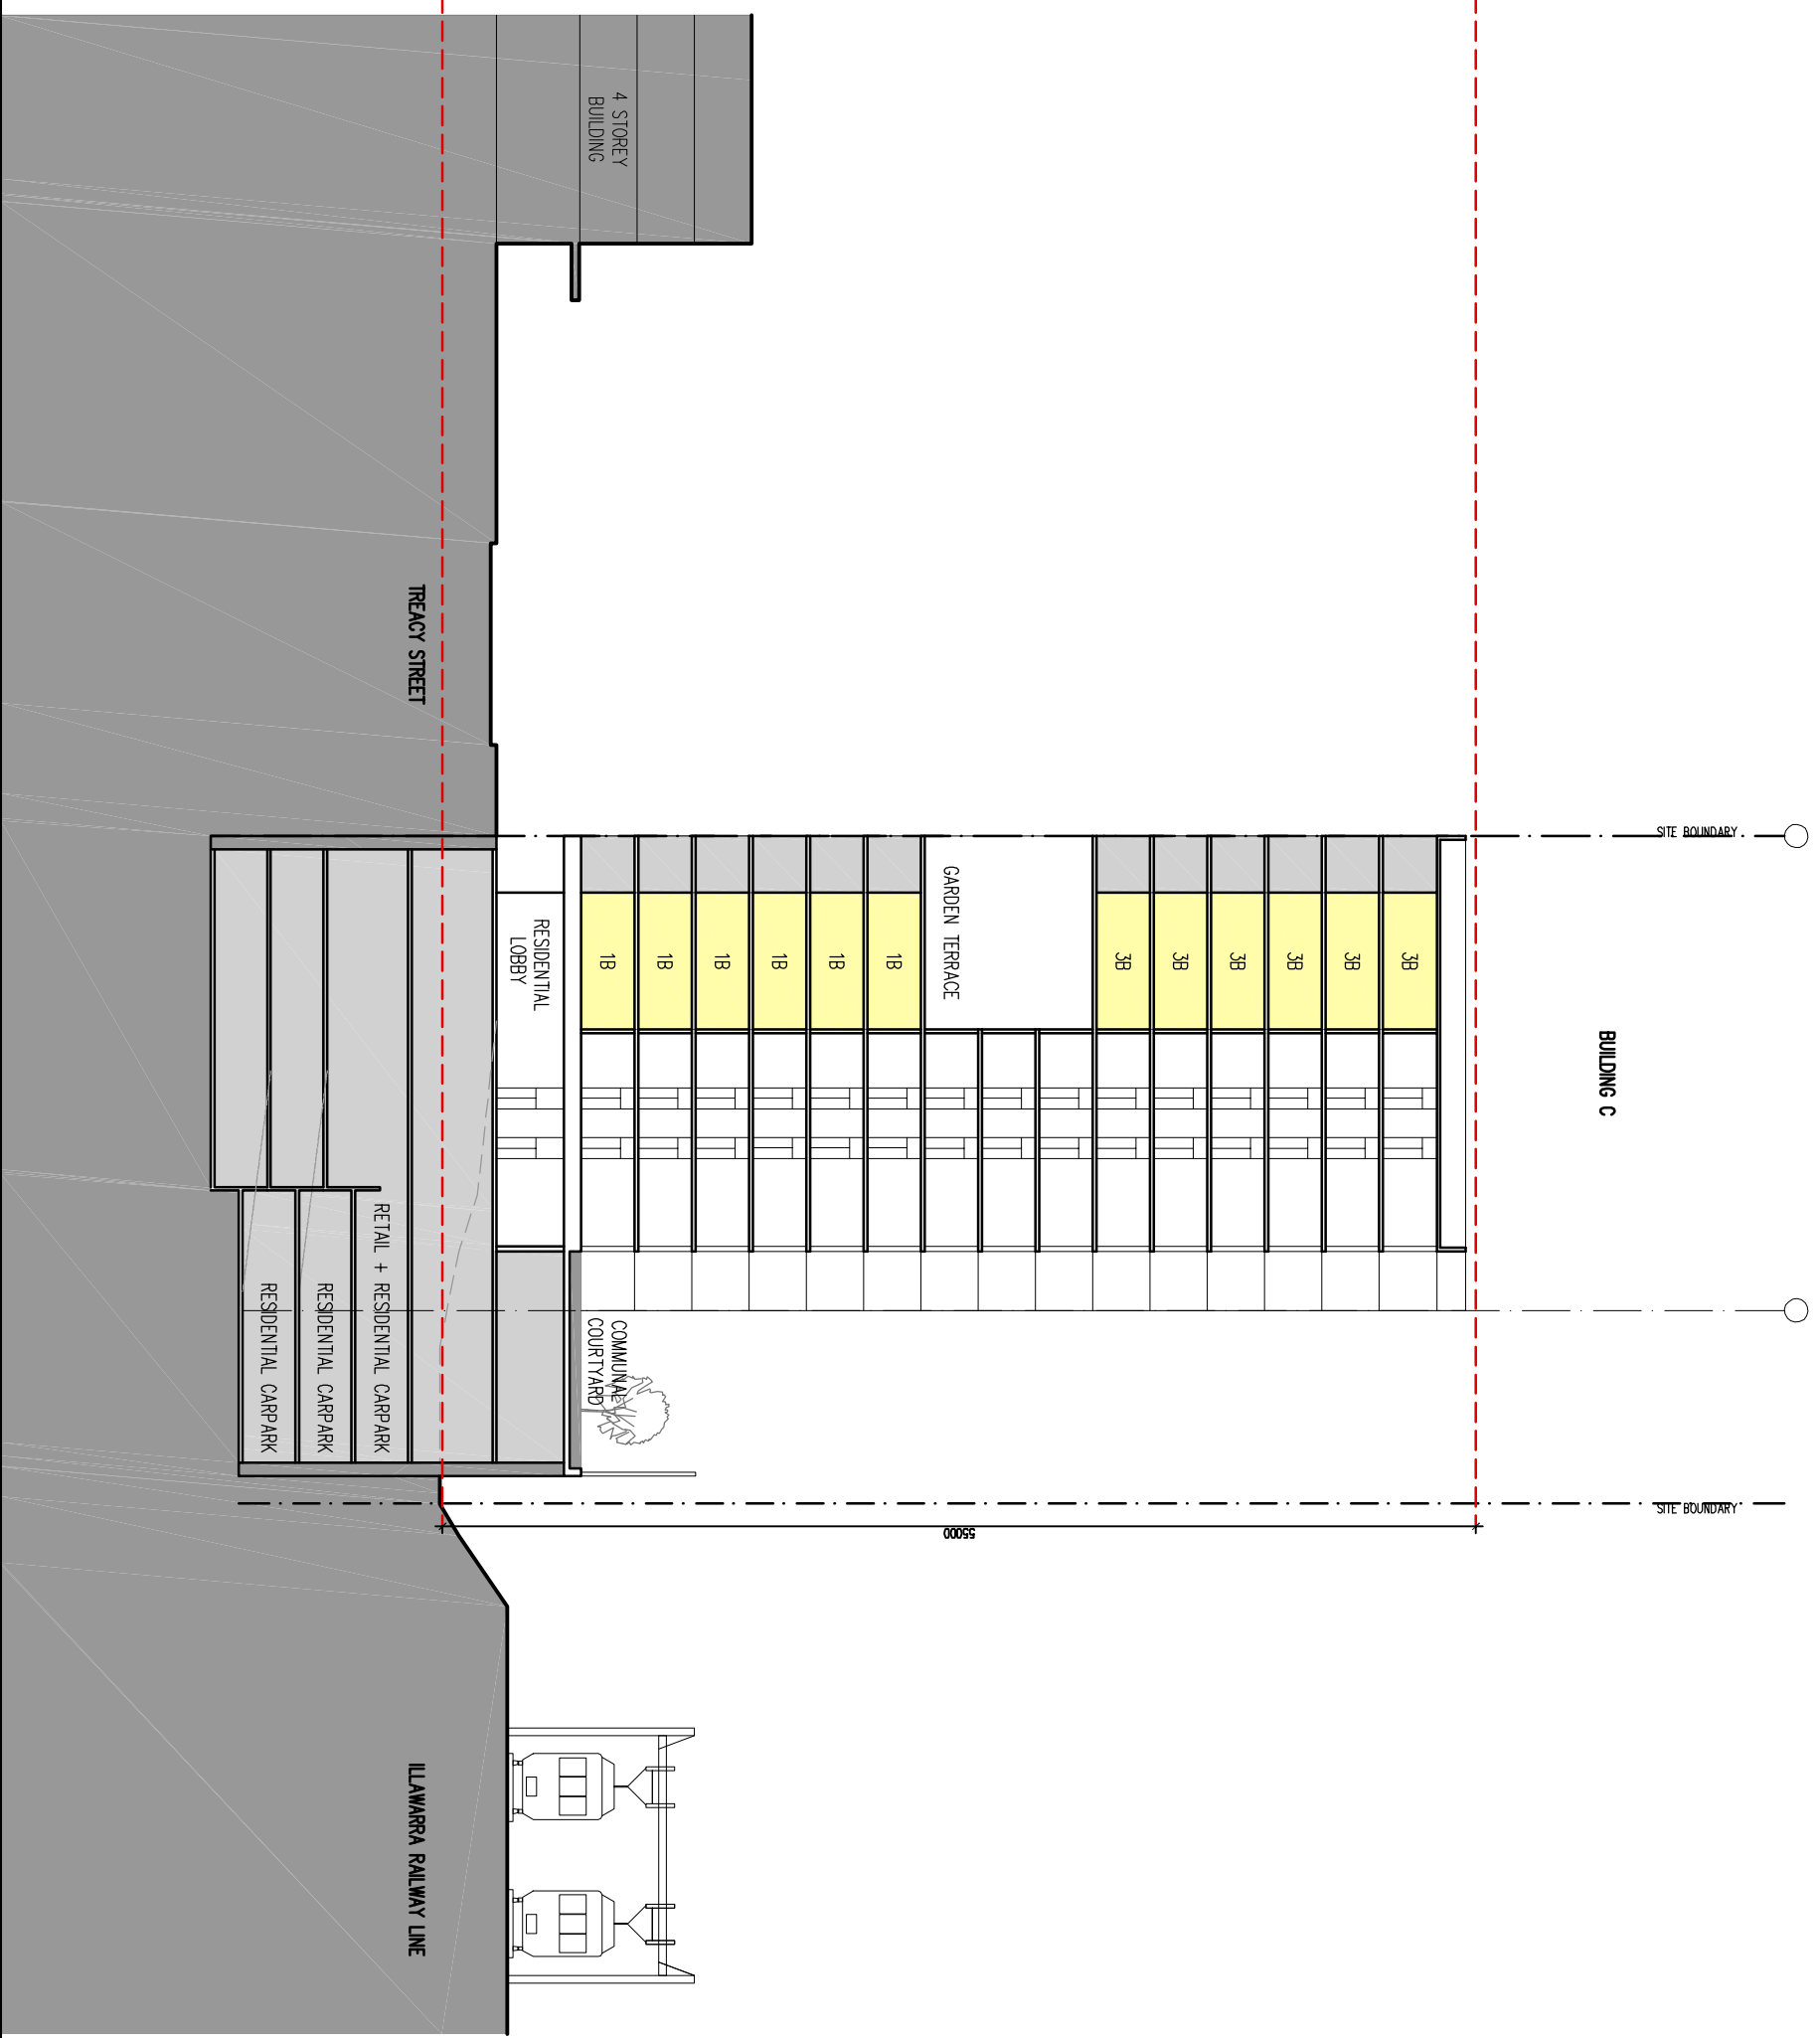 BUILDING C
SITE BOUNDARY
SITE BOUNDARY
55000
3B
3B
3B
3B
3B
3B
GARDEN TERRACE
1B
1B
1B
1B
1B
1B
4 STOREY
BUILDING
COMMUNAL
COURTYARD
RESIDENTIAL
LOBBY
TREACY STREET
RETAIL + RESIDENTIAL CARPARK
RESIDENTIAL CARPARK
RESIDENTIAL CARPARK
ILLAWARRA RAILWAY LINE